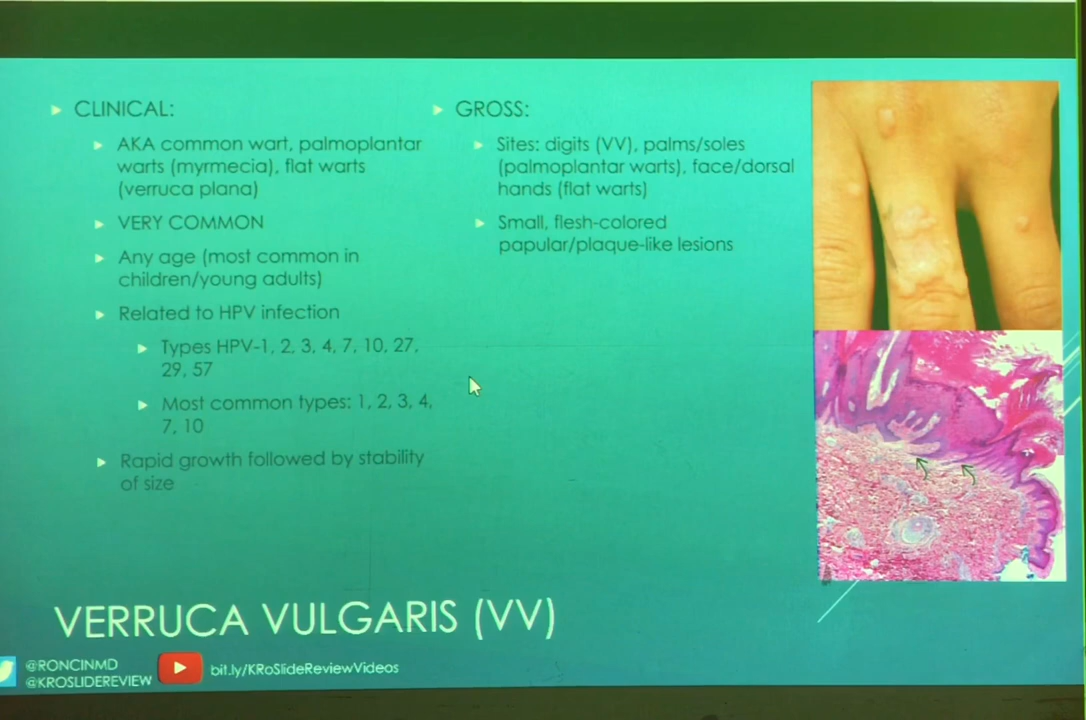 CLINICAL:
AKA common wart, palmoplantar
warts (myrmecia), flat warts
(verruca plana)
VERY COMMON
Any age (most common in
children/young adults)
Related to HPV infection
Types HPV-1, 2, 3, 4, 7, 10, 27,
29, 57
Most common types: 1, 2, 3, 4,
7, 10
Rapid growth followed by stability
of size
GROSS:
Sites: digits (VV), palms/soles
(palmoplantar warts), face/dorsal
hands (flat warts)
Small, flesh-colored
papular/plaque-like lesions
VERRUCA VULGARIS (VV)
@RONCINMD
@KROSLIDEREVIEW
bit.ly/KRoSlideReviewVideos